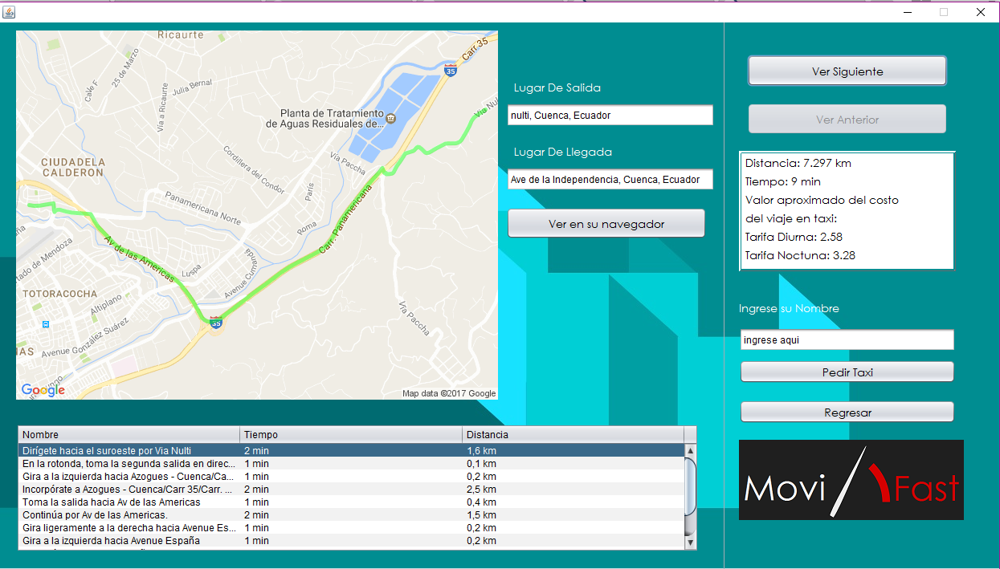 Ricaurte
Carr 35
35
Calle F
25 de Marzo
Julia Bernal
Vía a Ricaurte
Planta de Tratamiento
de Aguas Residuales de...
Via Nul
CIUDADELA
CALDERON
Cordillera del Condor
Via Paccha
París
Panamericana Norte
Roma
Carr. Panamericana
Av de las Americas
Luspa
Avenue Cum
tado de Mendoza
TOTORACOCHA
Altiplano
Via Paccha
35
Avenue González Suárez
NAS
Google
Map data ©2017 Google
Lugar De Salida
nulti, Cuenca, Ecuador
Lugar De Llegada
Ave de la Independencia, Cuenca, Ecuador
Ver en su navegador
Ver Siguiente
Ver Anterior
Distancia: 7.297 km
Tiempo: 9 min
Valor aproximado del costo
del viaje en taxi:
Tarifa Diurna: 2.58
Tarifa Noctuna: 3.28
Ingrese su Nombre
ingrese aqui
Pedir Taxi
Regresar
Movi Fast
Nombre Tiempo Distancia
Dirígete hacia el suroeste por Via Nulti 2 min 1,6 km
En la rotonda, toma la segunda salida en direc... 1 min 0,1 km
Gira a la izquierda hacia Azogues - Cuenca/Ca... 1 min 0,2 km
Incorpórate a Azogues - Cuenca/Carr 35/Carr. ... 2 min 2,5 km
Toma la salida hacia Av de las Americas 1 min 0,4 km
Continúa por Av de las Americas. 2 min 1,5 km
Gira ligeramente a la derecha hacia Avenue Es... 1 min 0,2 km
Gira a la izquierda hacia Avenue España 1 min 0,2 km